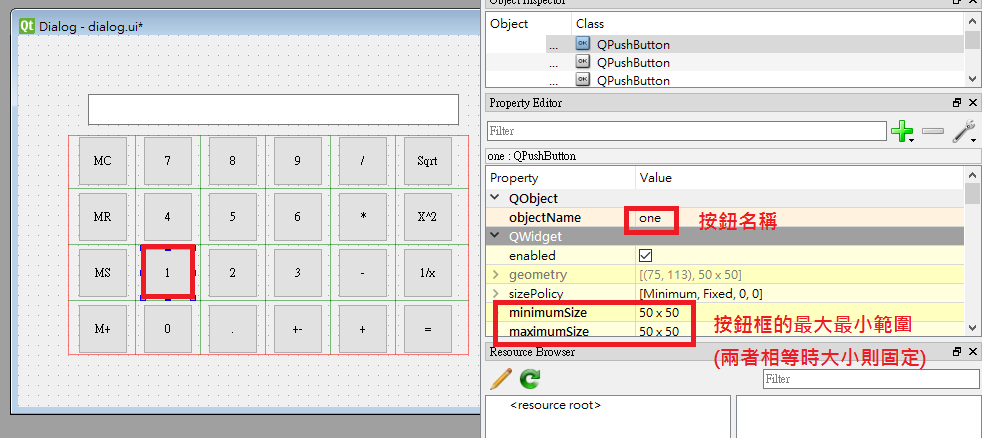 Qt Dialog - dialog.ui*
MC 7 8 9 / Sqrt
MR 4 5 6 * X^2
MS 1 2 3 - 1/x
M+ 0 . +- + =
Object Inspector
Object Class
... OK QPushButton
... OK QPushButton
... OK QPushButton
Property Editor
Filter
one : QPushButton
Property Value
QObject
objectName one 按鈕名稱
QWidget
enabled
geometry [(75, 113), 50 x 50]
sizePolicy [Minimum, Fixed, 0, 0]
minimumSize 50 x 50
maximumSize 50 x 50
按鈕框的最大最小範圍
(兩者相等時大小則固定)
Resource Browser
Filter
<resource root>